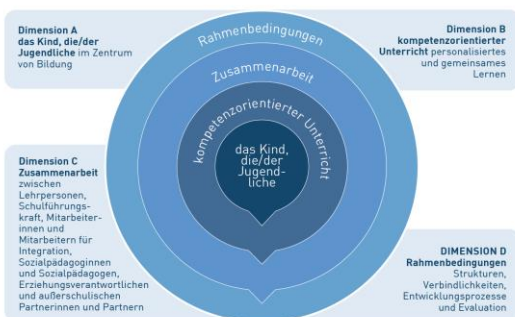 Dimension A
das Kind, die/der
Jugendliche im Zentrum
von Bildung
Dimension B
kompetenzorientierter
Unterricht personalisiertes
und gemeinsames
Lernen
Rahmenbedingungen
Zusammenarbeit
kompetenzorientierter Unterricht
das Kind,
die/der
Jugend-
liche
Dimension C
Zusammenarbeit
zwischen
Lehrpersonen,
Schulführungs-
kraft, Mitarbeiter-
innen und
Mitarbeitern für
Integration,
Sozialpädagoginnen
und Sozialpädagogen,
Erziehungsverantwortlichen
und außerschulischen
Partnerinnen und Partnern
DIMENSION D
Rahmenbedingungen
Strukturen,
Verbindlichkeiten,
Entwicklungsprozesse
und Evaluation